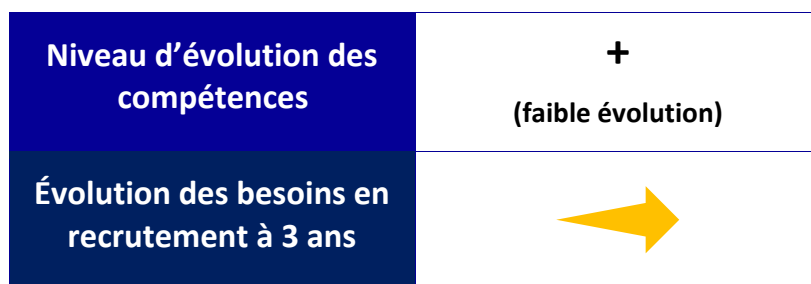 Niveau d’évolution des
compétences
+
(faible évolution)
Évolution des besoins en
recrutement à 3 ans